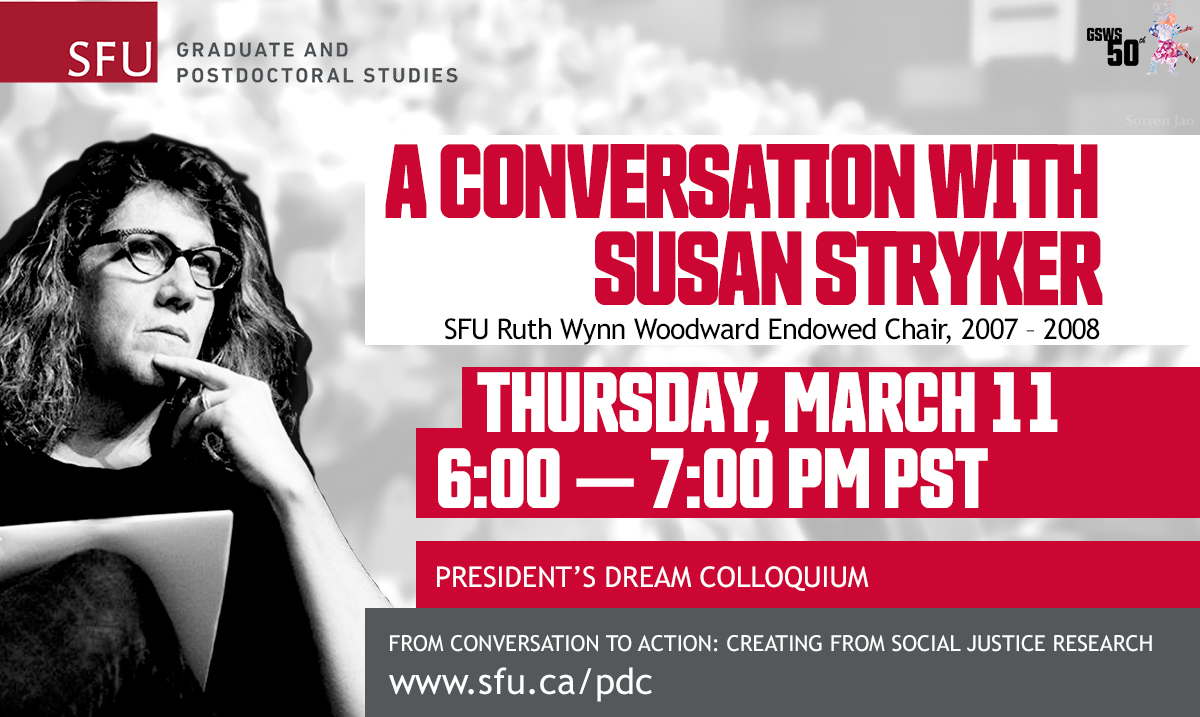 SFU
GRADUATE AND
POSTDOCTORAL STUDIES
GSWS
50th
Sorren Jao
A CONVERSATION WITH
SUSAN STRYKER
SFU Ruth Wynn Woodward Endowed Chair, 2007 - 2008
THURSDAY, MARCH 11
6:00 — 7:00 PM PST
PRESIDENT'S DREAM COLLOQUIUM
FROM CONVERSATION TO ACTION: CREATING FROM SOCIAL JUSTICE RESEARCH
www.sfu.ca/pdc